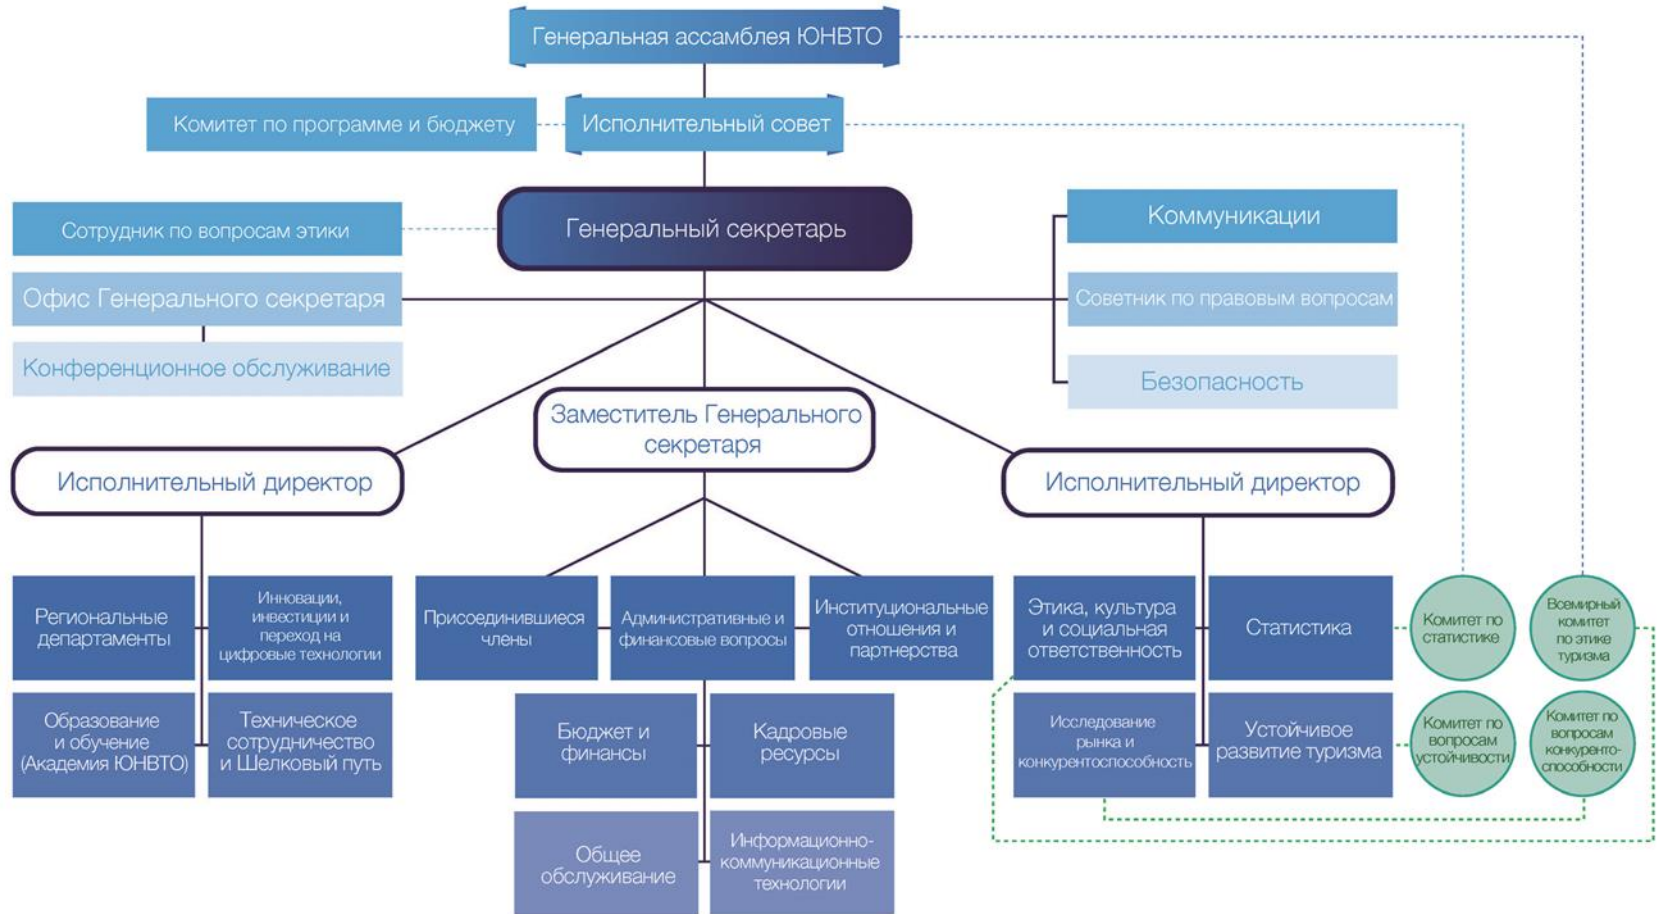 Генеральная ассамблея ЮНВТО
Комитет по программе и бюджету
Исполнительный совет
Генеральный секретарь
Сотрудник по вопросам этики
Офис Генерального секретаря
Конференционное обслуживание
Коммуникации
Советник по правовым вопросам
Безопасность
Заместитель Генерального
секретаря
Исполнительный директор
Исполнительный директор
Региональные
департаменты
Инновации,
инвестиции и
переход на
цифровые технологии
Образование
и обучение
(Академия ЮНВТО)
Техническое
сотрудничество
и Шелковый путь
Присоединившиеся
члены
Административные и
финансовые вопросы
Институциональные
отношения и
партнерства
Бюджет и
финансы
Кадровые
ресурсы
Общее
обслуживание
Информационно-
коммуникационные
технологии
Этика, культура
и социальная
ответственность
Статистика
Исследование
рынка и
конкурентоспособность
Устойчивое
развитие туризма
Комитет по
статистике
Всемирный
комитет
по этике
туризма
Комитет по
вопросам
устойчивости
Комитет по
вопросам
конкуренто-
способности